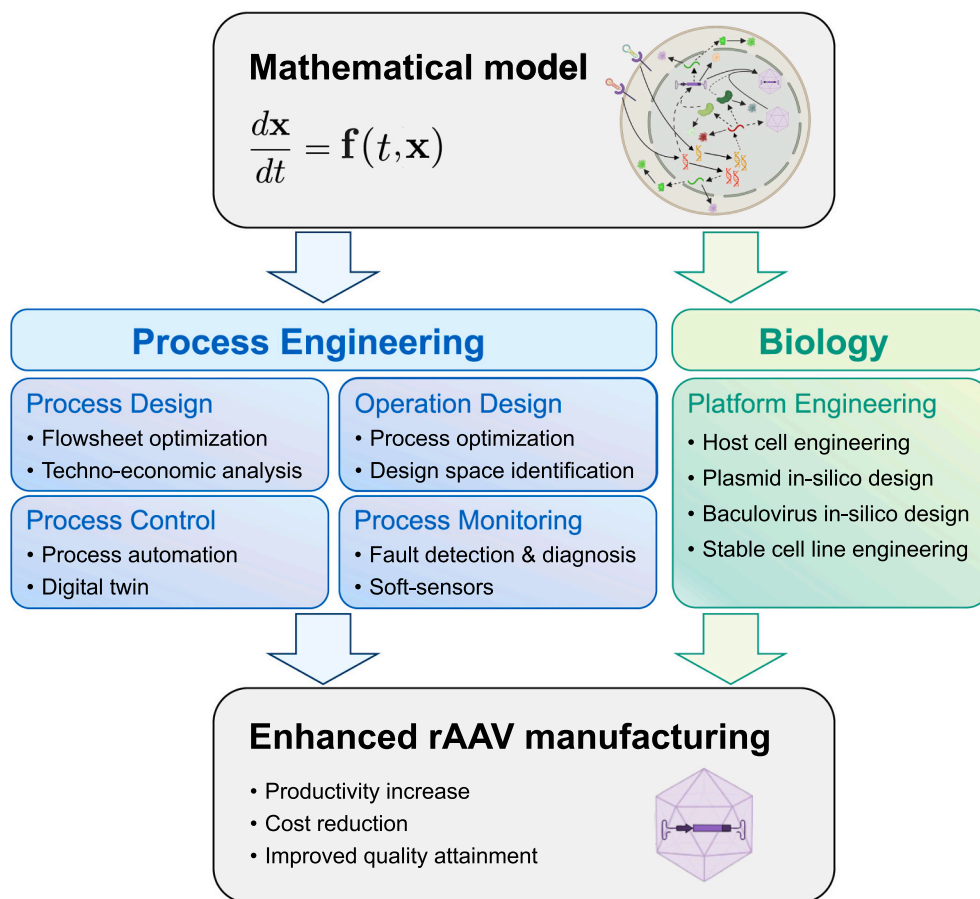 Mathematical model
dx/dt = f(t,x)
Process Engineering
Process Design
• Flowsheet optimization
• Techno-economic analysis
Operation Design
• Process optimization
• Design space identification
Process Control
• Process automation
• Digital twin
Process Monitoring
• Fault detection & diagnosis
• Soft-sensors
Biology
Platform Engineering
• Host cell engineering
• Plasmid in-silico design
• Baculovirus in-silico design
• Stable cell line engineering
Enhanced rAAV manufacturing
• Productivity increase
• Cost reduction
• Improved quality attainment